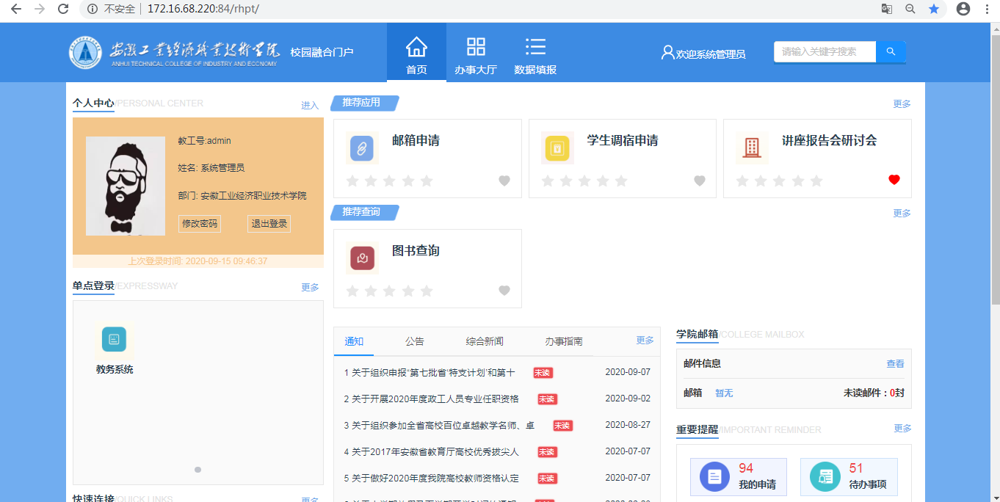 不安全 172.16.68.220:84/rhpt/
安徽工业经济职业技术学院
ANHUI TECHNICAL COLLEGE OF INDUSTRY AND ECONOMY
校园融合门户
首页
办事大厅
数据填报
欢迎系统管理员
请输入关键字搜索
个人中心/PERSONAL CENTER
进入
教工号:admin
姓名: 系统管理员
部门: 安徽工业经济职业技术学院
修改密码 退出登录
上次登录时间: 2020-09-15 09:46:37
单点登录/EXPRESSWAY
更多
教务系统
快速连接/QUICK LINKS
更多
推荐应用
更多
邮箱申请
学生调宿申请
讲座报告会研讨会
推荐查询
更多
图书查询
通知 公告 综合新闻 办事指南 更多
1 关于组织申报“第七批省‘特支计划’和第十 未读 2020-09-07
2 关于开展2020年度政工人员专业任职资格 未读 2020-09-02
3 关于组织参加全省高校百位卓越教学名师、卓 未读 2020-08-27
4 关于2017年安徽省教育厅高校优秀拔尖人 未读 2020-07-07
5 关于做好2020年度我院高校教师资格认定 未读 2020-07-07
学院邮箱/COLLEGE MAILBOX
邮件信息 查看
邮箱 暂无 未读邮件：0封
重要提醒/IMPORTANT REMINDER
更多
94
我的申请
51
待办事项